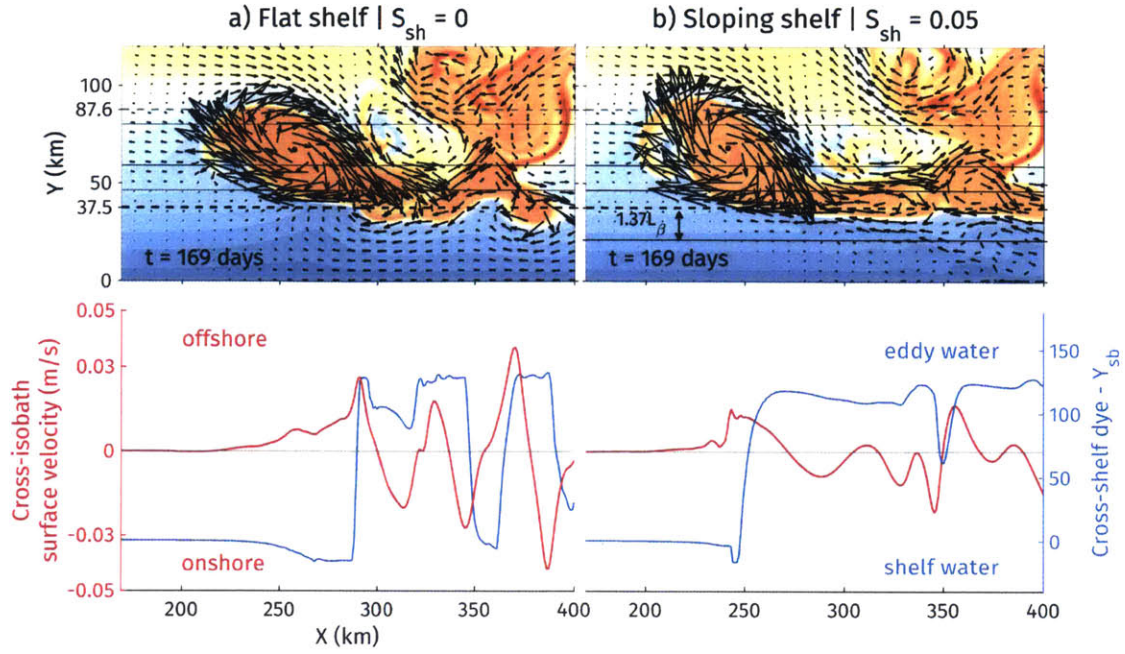 a) Flat shelf | S_sh = 0
b) Sloping shelf | S_sh = 0.05
Y (km)
100
87.6
50
37.5
0
t = 169 days
1.37L_β
t = 169 days
Cross-isobath
surface velocity (m/s)
0.05
0.03
0
-0.03
-0.05
offshore
onshore
eddy water
shelf water
150
100
50
0
Cross-shelf dye - Y_sb
200
250
300
350
400
200
250
300
350
400
X (km)